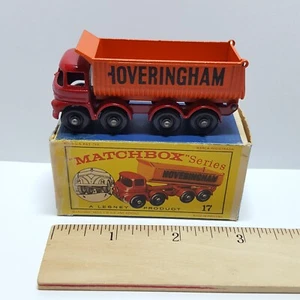 HOVERINGHAM
MATCHBOX "Series
HOVERINGHAM
A LESNEY PRODUCT
17
1 2 3